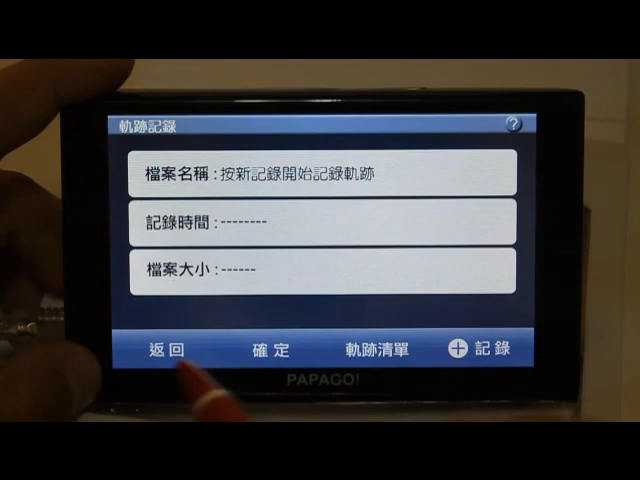 軌跡記錄 ?
檔案名稱 : 按新記錄開始記錄軌跡
記錄時間 : --------
檔案大小 : ------
返回 確定 軌跡清單 + 記錄
PAPAGO!